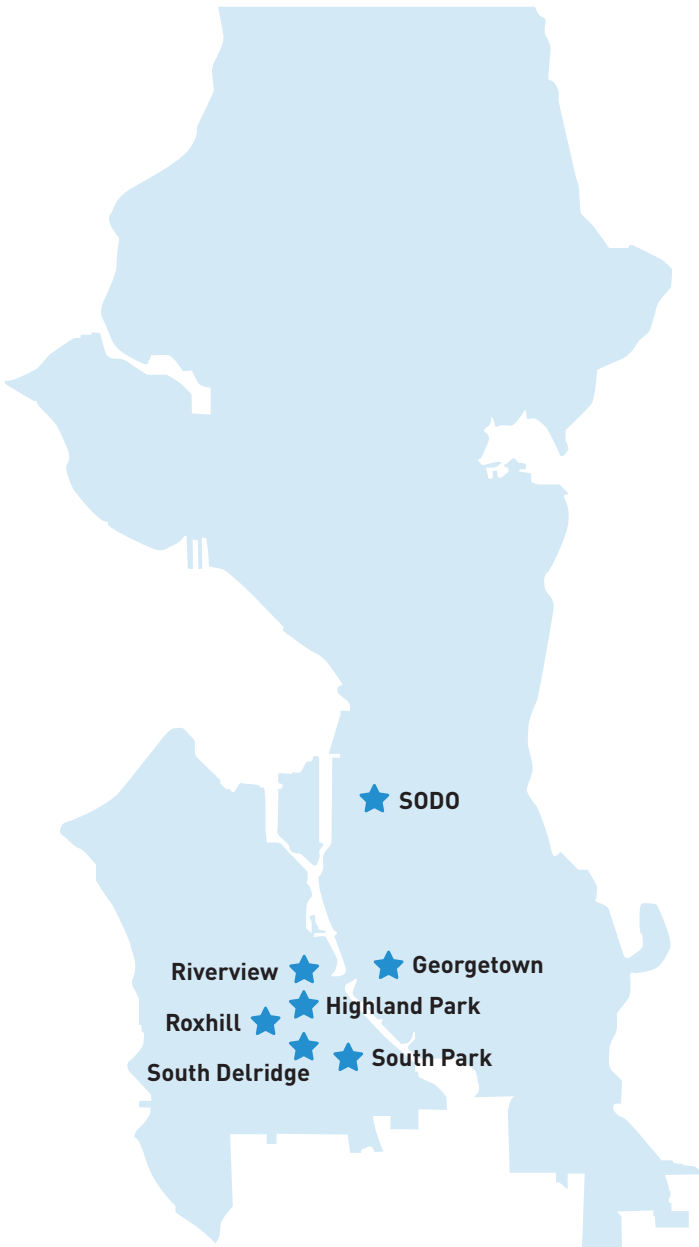 SODO
Georgetown
Riverview
Highland Park
Roxhill
South Park
South Delridge